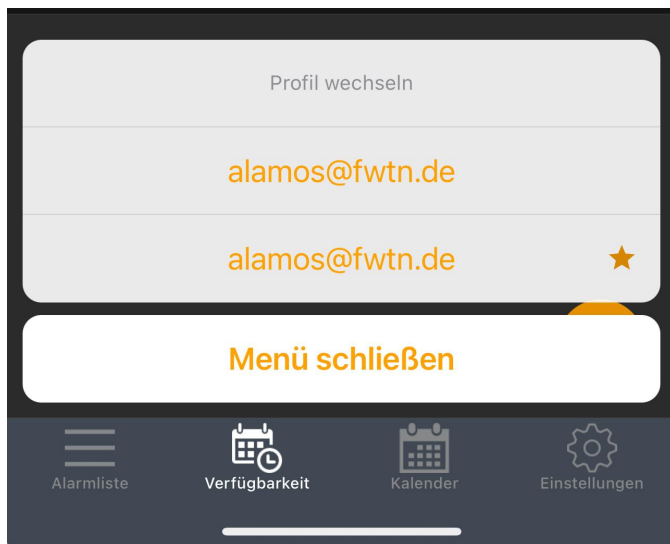 Profil wechseln
alamos@fwtn.de
alamos@fwtn.de
Menü schließen
Alarmliste Verfügbarkeit Kalender Einstellungen